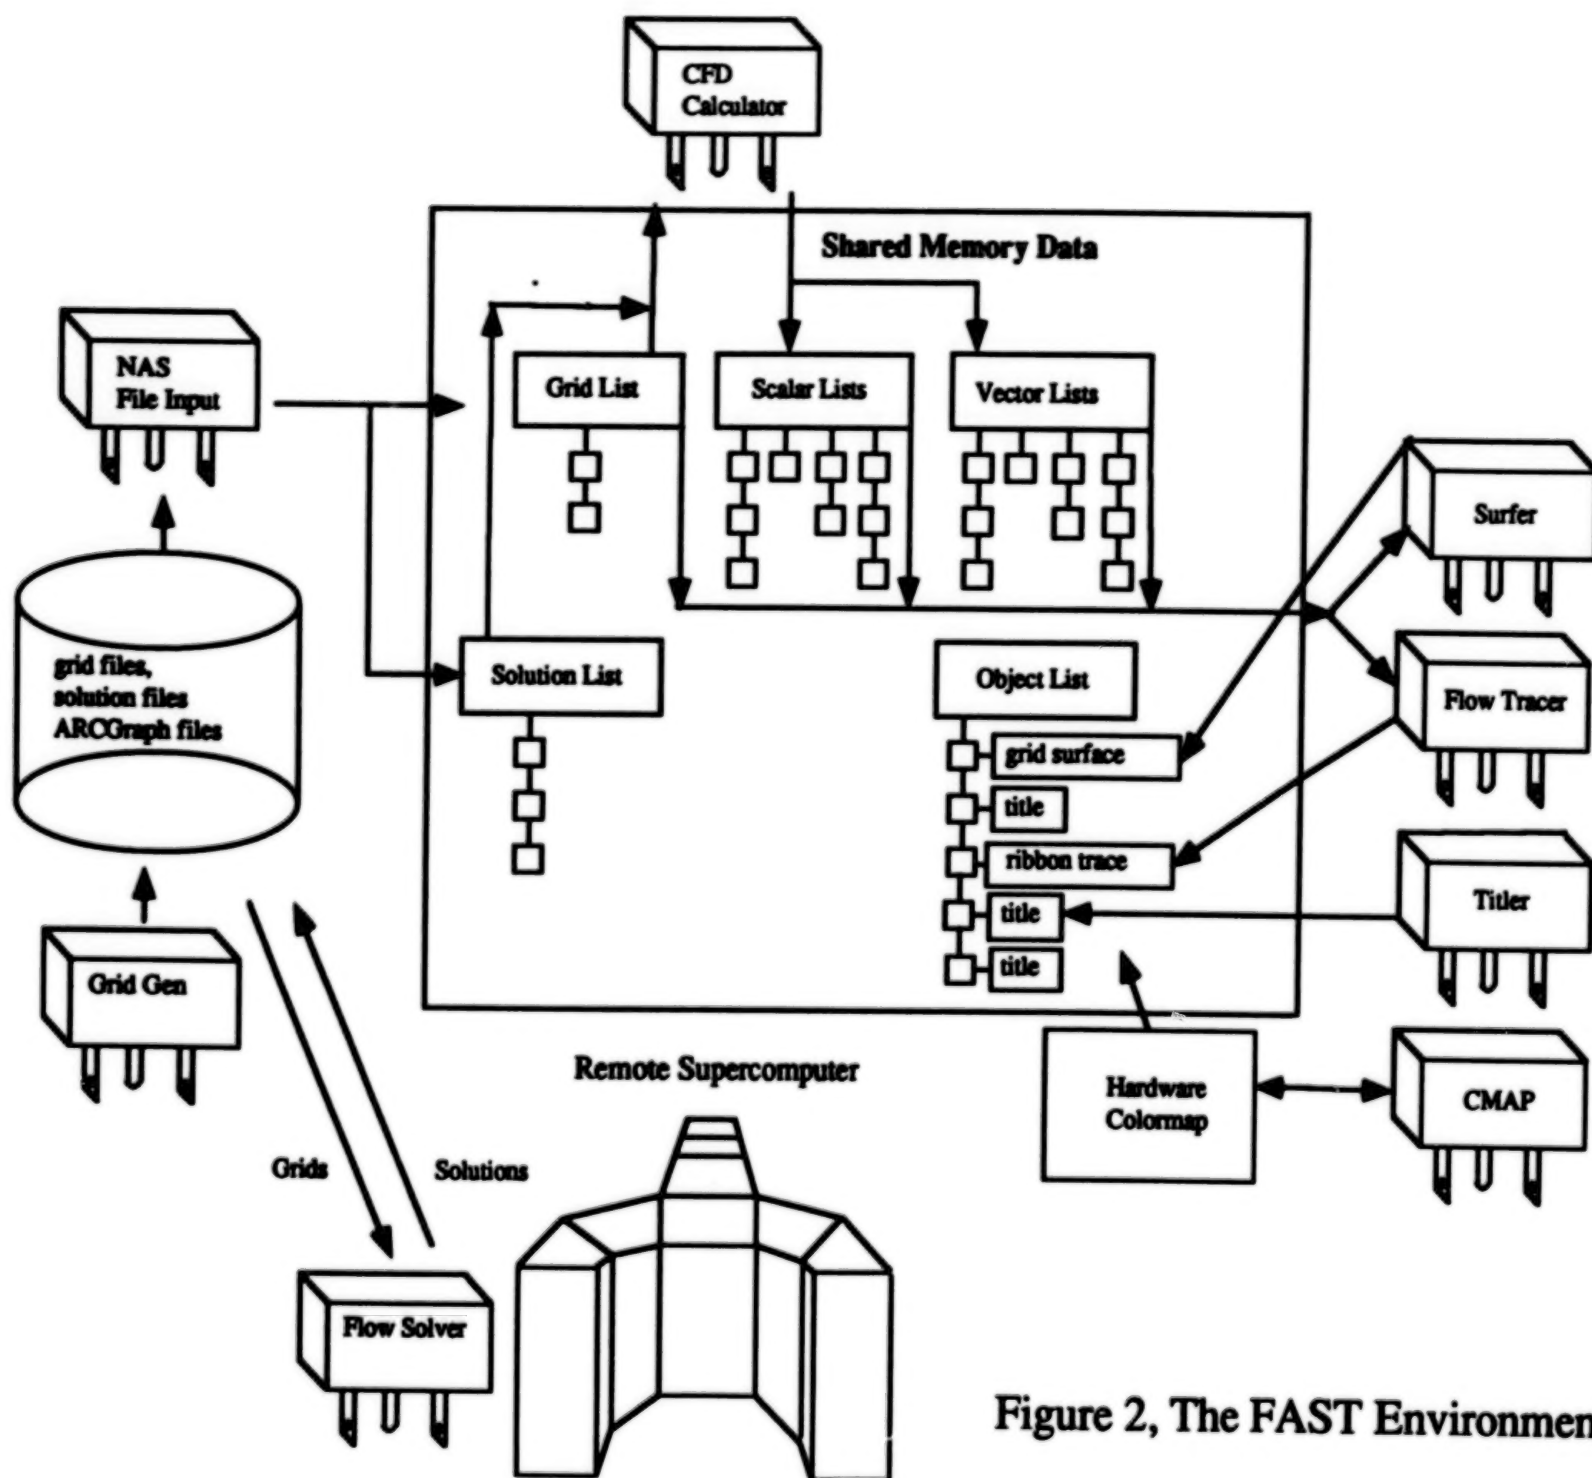 CFD
Calculator
Shared Memory Data
NAS
File Input
Grid List
Scalar Lists
Vector Lists
Surfer
grid files,
solution files
ARCGraph files
Solution List
Object List
Flow Tracer
grid surface
title
ribbon trace
title
Titler
title
Grid Gen
Remote Supercomputer
Hardware
Colormap
CMAP
Grids
Solutions
Flow Solver
Figure 2, The FAST Environmen